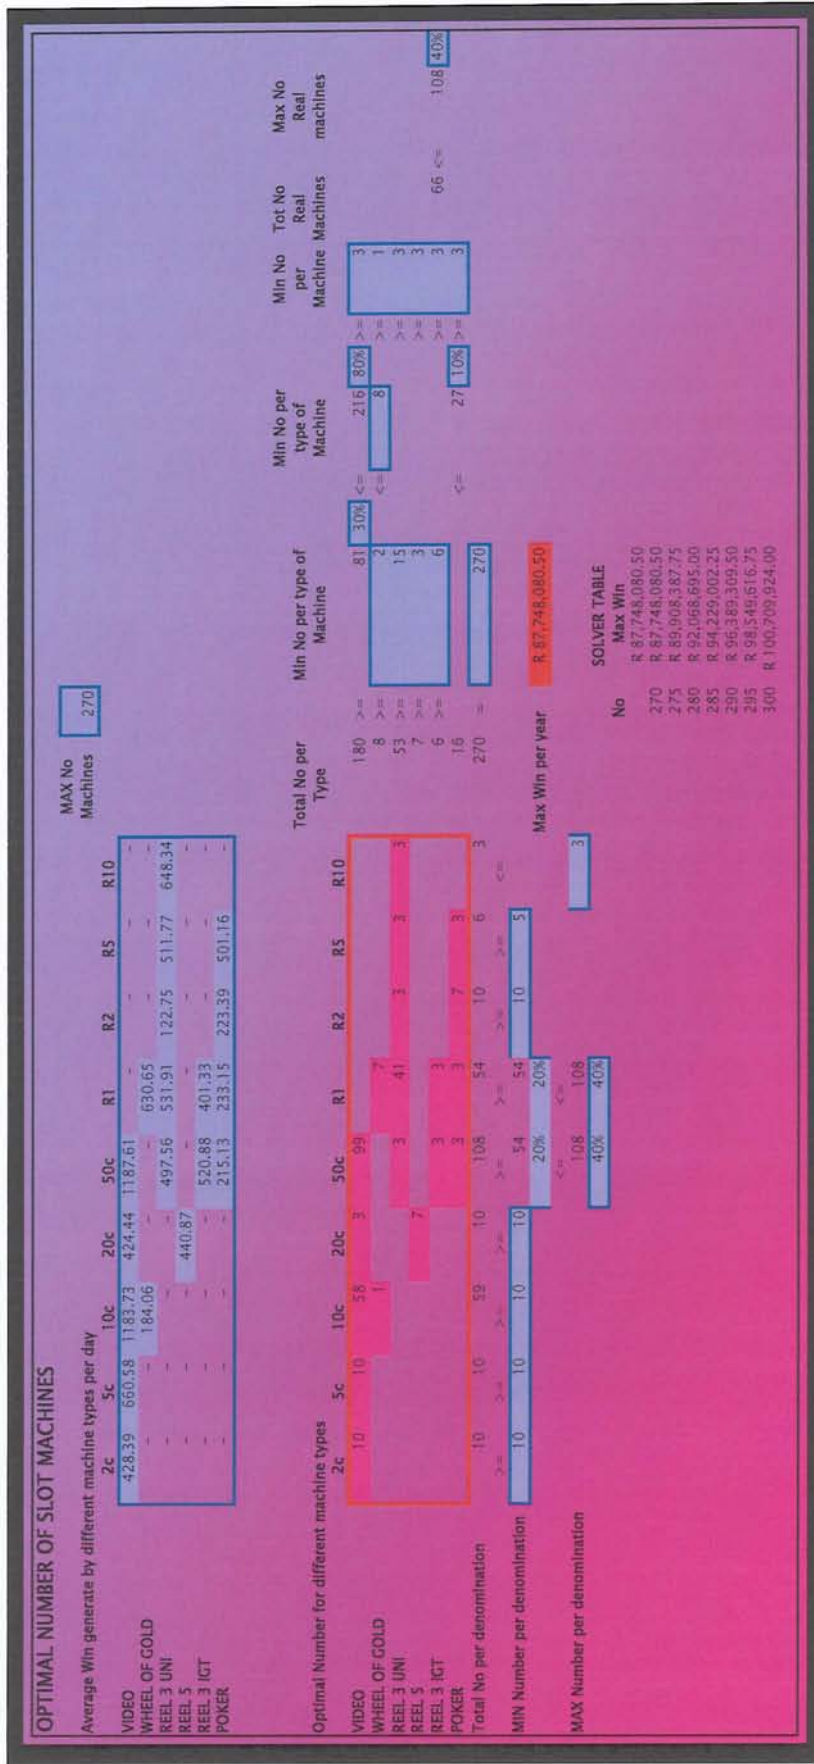 OPTIMAL NUMBER OF SLOT MACHINES
MAX No
Machines 270
Average Win generate by different machine types per day
2c 5c 10c 20c 50c R1 R2 R5 R10
VIDEO 428.39 660.58 1183.73 424.44 1187.61 - - - -
WHEEL OF GOLD - - 184.06 - - 630.65 - - -
REEL 3 UNI - - - - 497.56 531.91 122.75 511.77 648.34
REEL 5 - - - 440.87 - - - - -
REEL 3 IGT - - - - 520.88 401.33 - - -
POKER - - - - 215.13 233.15 223.39 501.16 -
Total No per Type Min No per type of Machine Min No per type of Machine Min No per Machine Tot No Real Machines Max No Real machines
Optimal Number for different machine types
2c 5c 10c 20c 50c R1 R2 R5 R10
VIDEO 10 10 58 3 99 180 >= 81 30% <= 216 80% >= 3
WHEEL OF GOLD 1 7 8 >= 2 <= 8 >= 1
REEL 3 UNI 3 41 3 3 3 53 >= 15 >= 3
REEL 5 7 7 >= 3 >= 3
REEL 3 IGT 3 3 6 >= 6 >= 3 66 <= 108 40%
POKER 3 3 7 3 16 <= 27 10% >= 3
Total No per denomination 10 10 59 10 108 54 10 6 3 270 = 270
>= >= >= >= >= >= >= >= <=
MIN Number per denomination 10 10 10 10 54 54 10 5
20% 20% Max Win per year R 87,748,080.50
<= <=
MAX Number per denomination 108 108 3
40% 40%
SOLVER TABLE
No Max Win
R 87,748,080.50
270 R 87,748,080.50
275 R 89,908,387.75
280 R 92,068,695.00
285 R 94,229,002.25
290 R 96,389,309.50
295 R 98,549,616.75
300 R 100,709,924.00